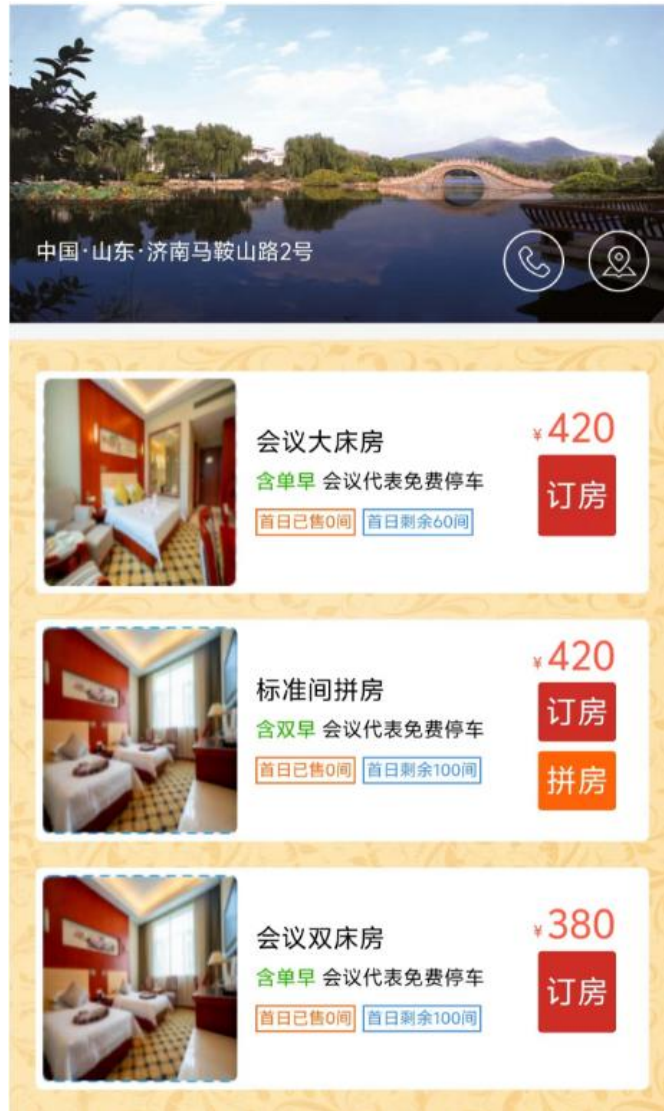 中国·山东·济南马鞍山路2号
会议大床房
¥420
含单早 会议代表免费停车
订房
首日已售0间 首日剩余60间
标准间拼房
¥420
订房
含双早 会议代表免费停车
首日已售0间 首日剩余100间
拼房
会议双床房
¥380
含单早 会议代表免费停车
订房
首日已售0间 首日剩余100间